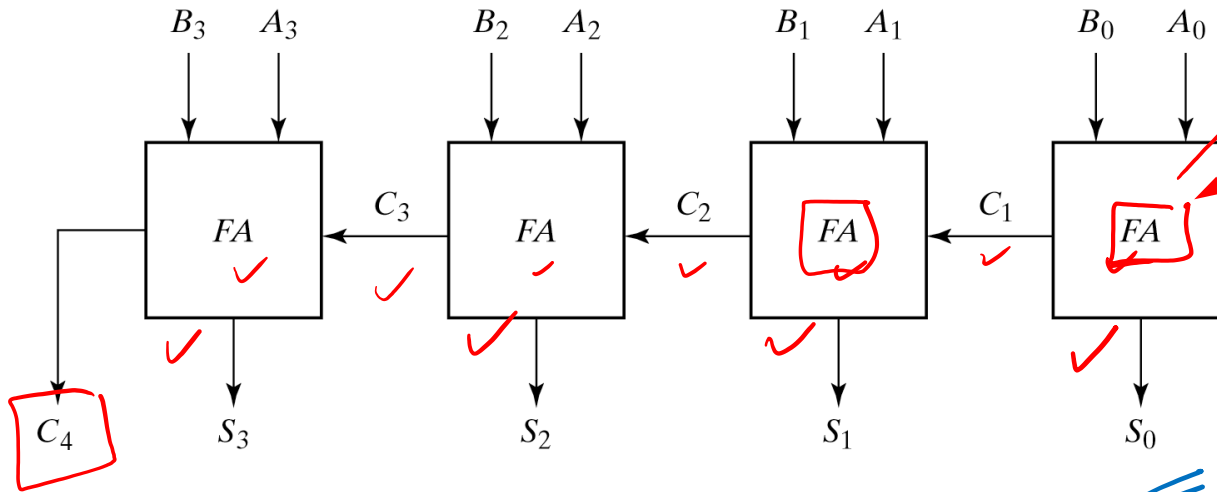 B₃ A₃ B₂ A₂ B₁ A₁ B₀ A₀
C₃ C₂ C₁
FA FA FA FA
C₄ S₃ S₂ S₁ S₀